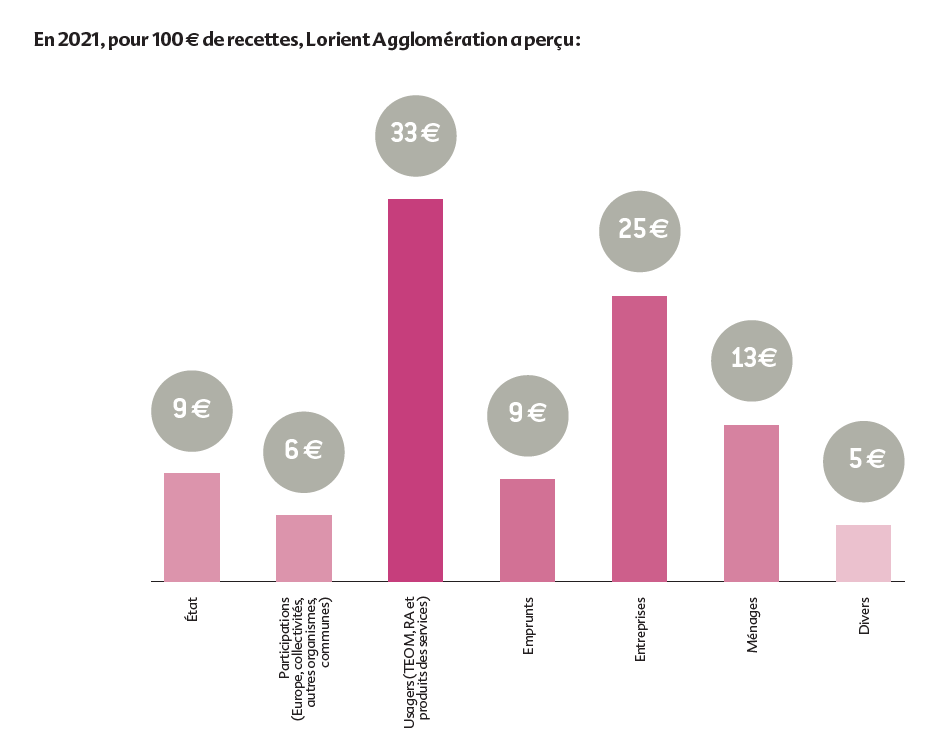 En 2021, pour 100 € de recettes, Lorient Agglomération a perçu :
9 €
6 €
33 €
9 €
25 €
13€
5 €
État
Participations
(Europe, collectivités,
autres organismes,
communes)
Usagers (TEOM, RA et
produits des services)
Emprunts
Entreprises
Ménages
Divers